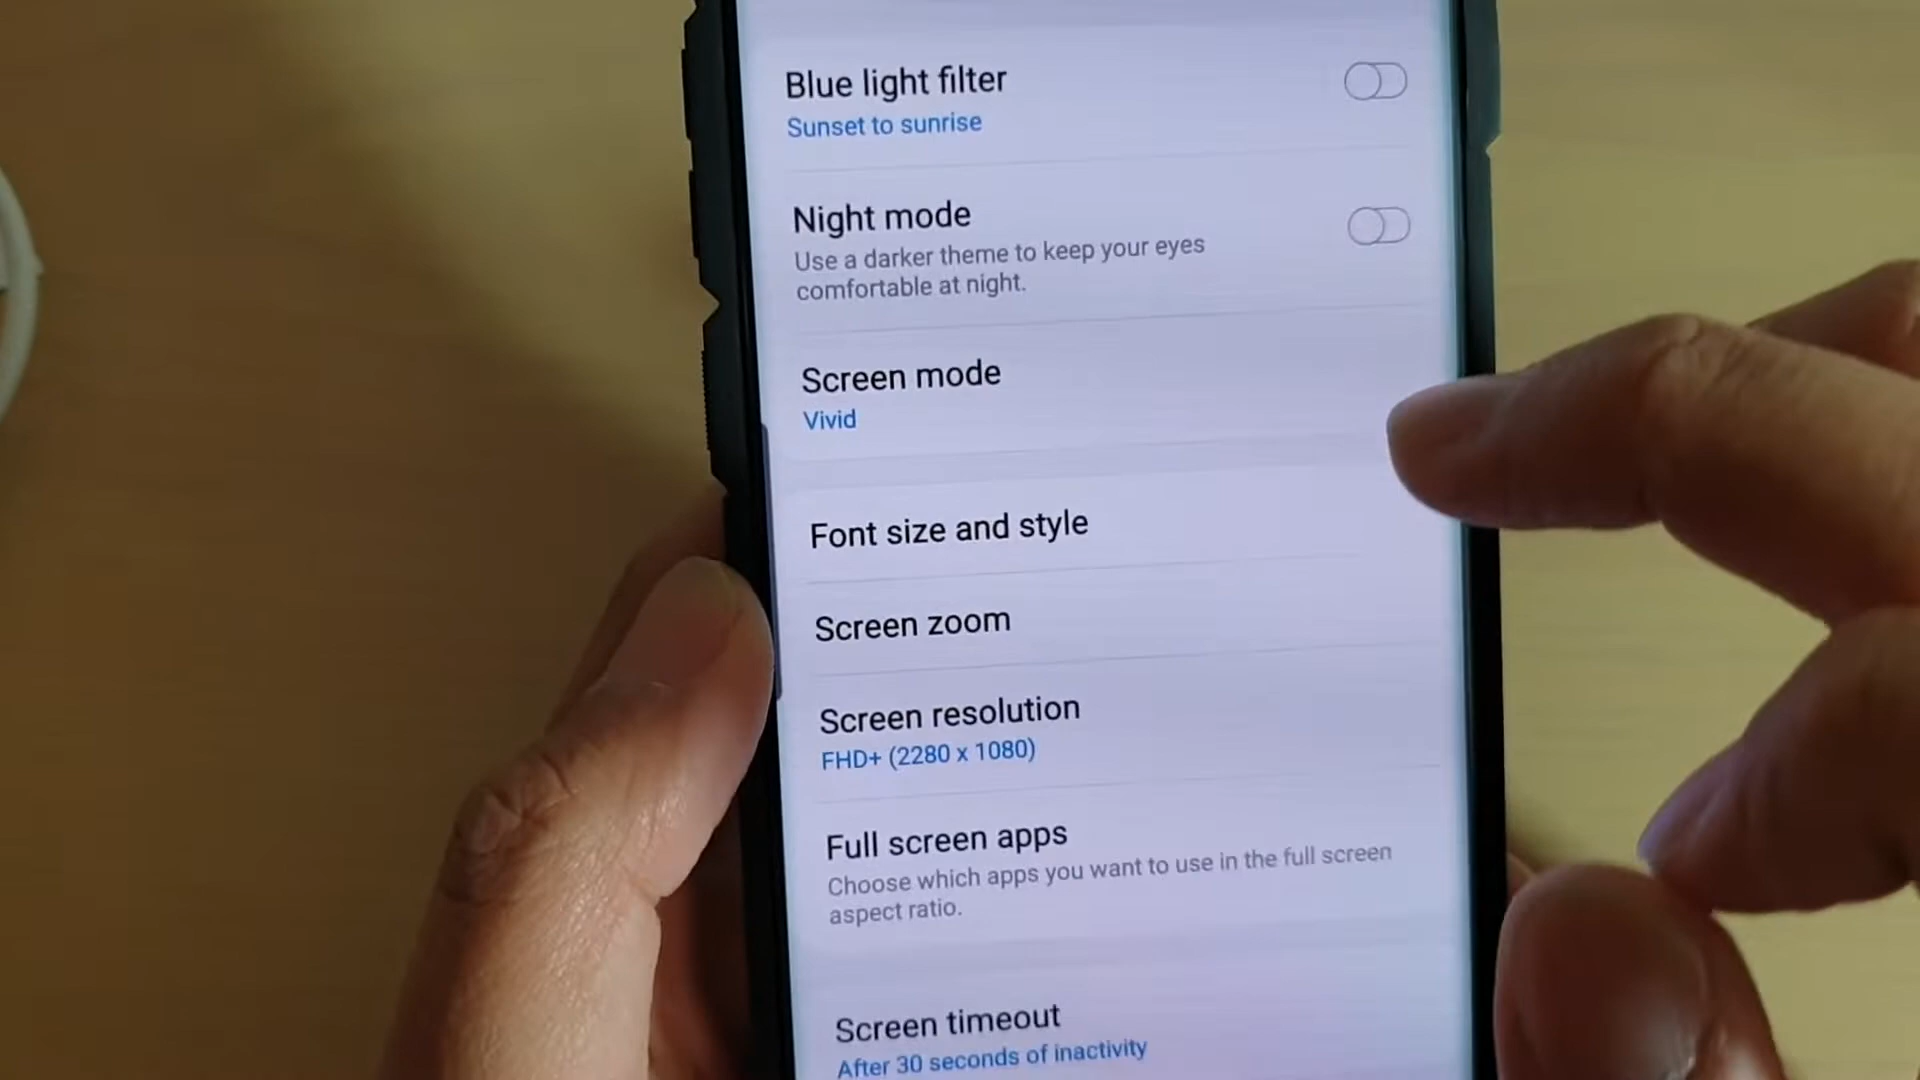 Blue light filter
Sunset to sunrise
Night mode
Use a darker theme to keep your eyes
comfortable at night.
Screen mode
Vivid
Font size and style
Screen zoom
Screen resolution
FHD+ (2280 x 1080)
Full screen apps
Choose which apps you want to use in the full screen
aspect ratio.
Screen timeout
After 30 seconds of inactivity